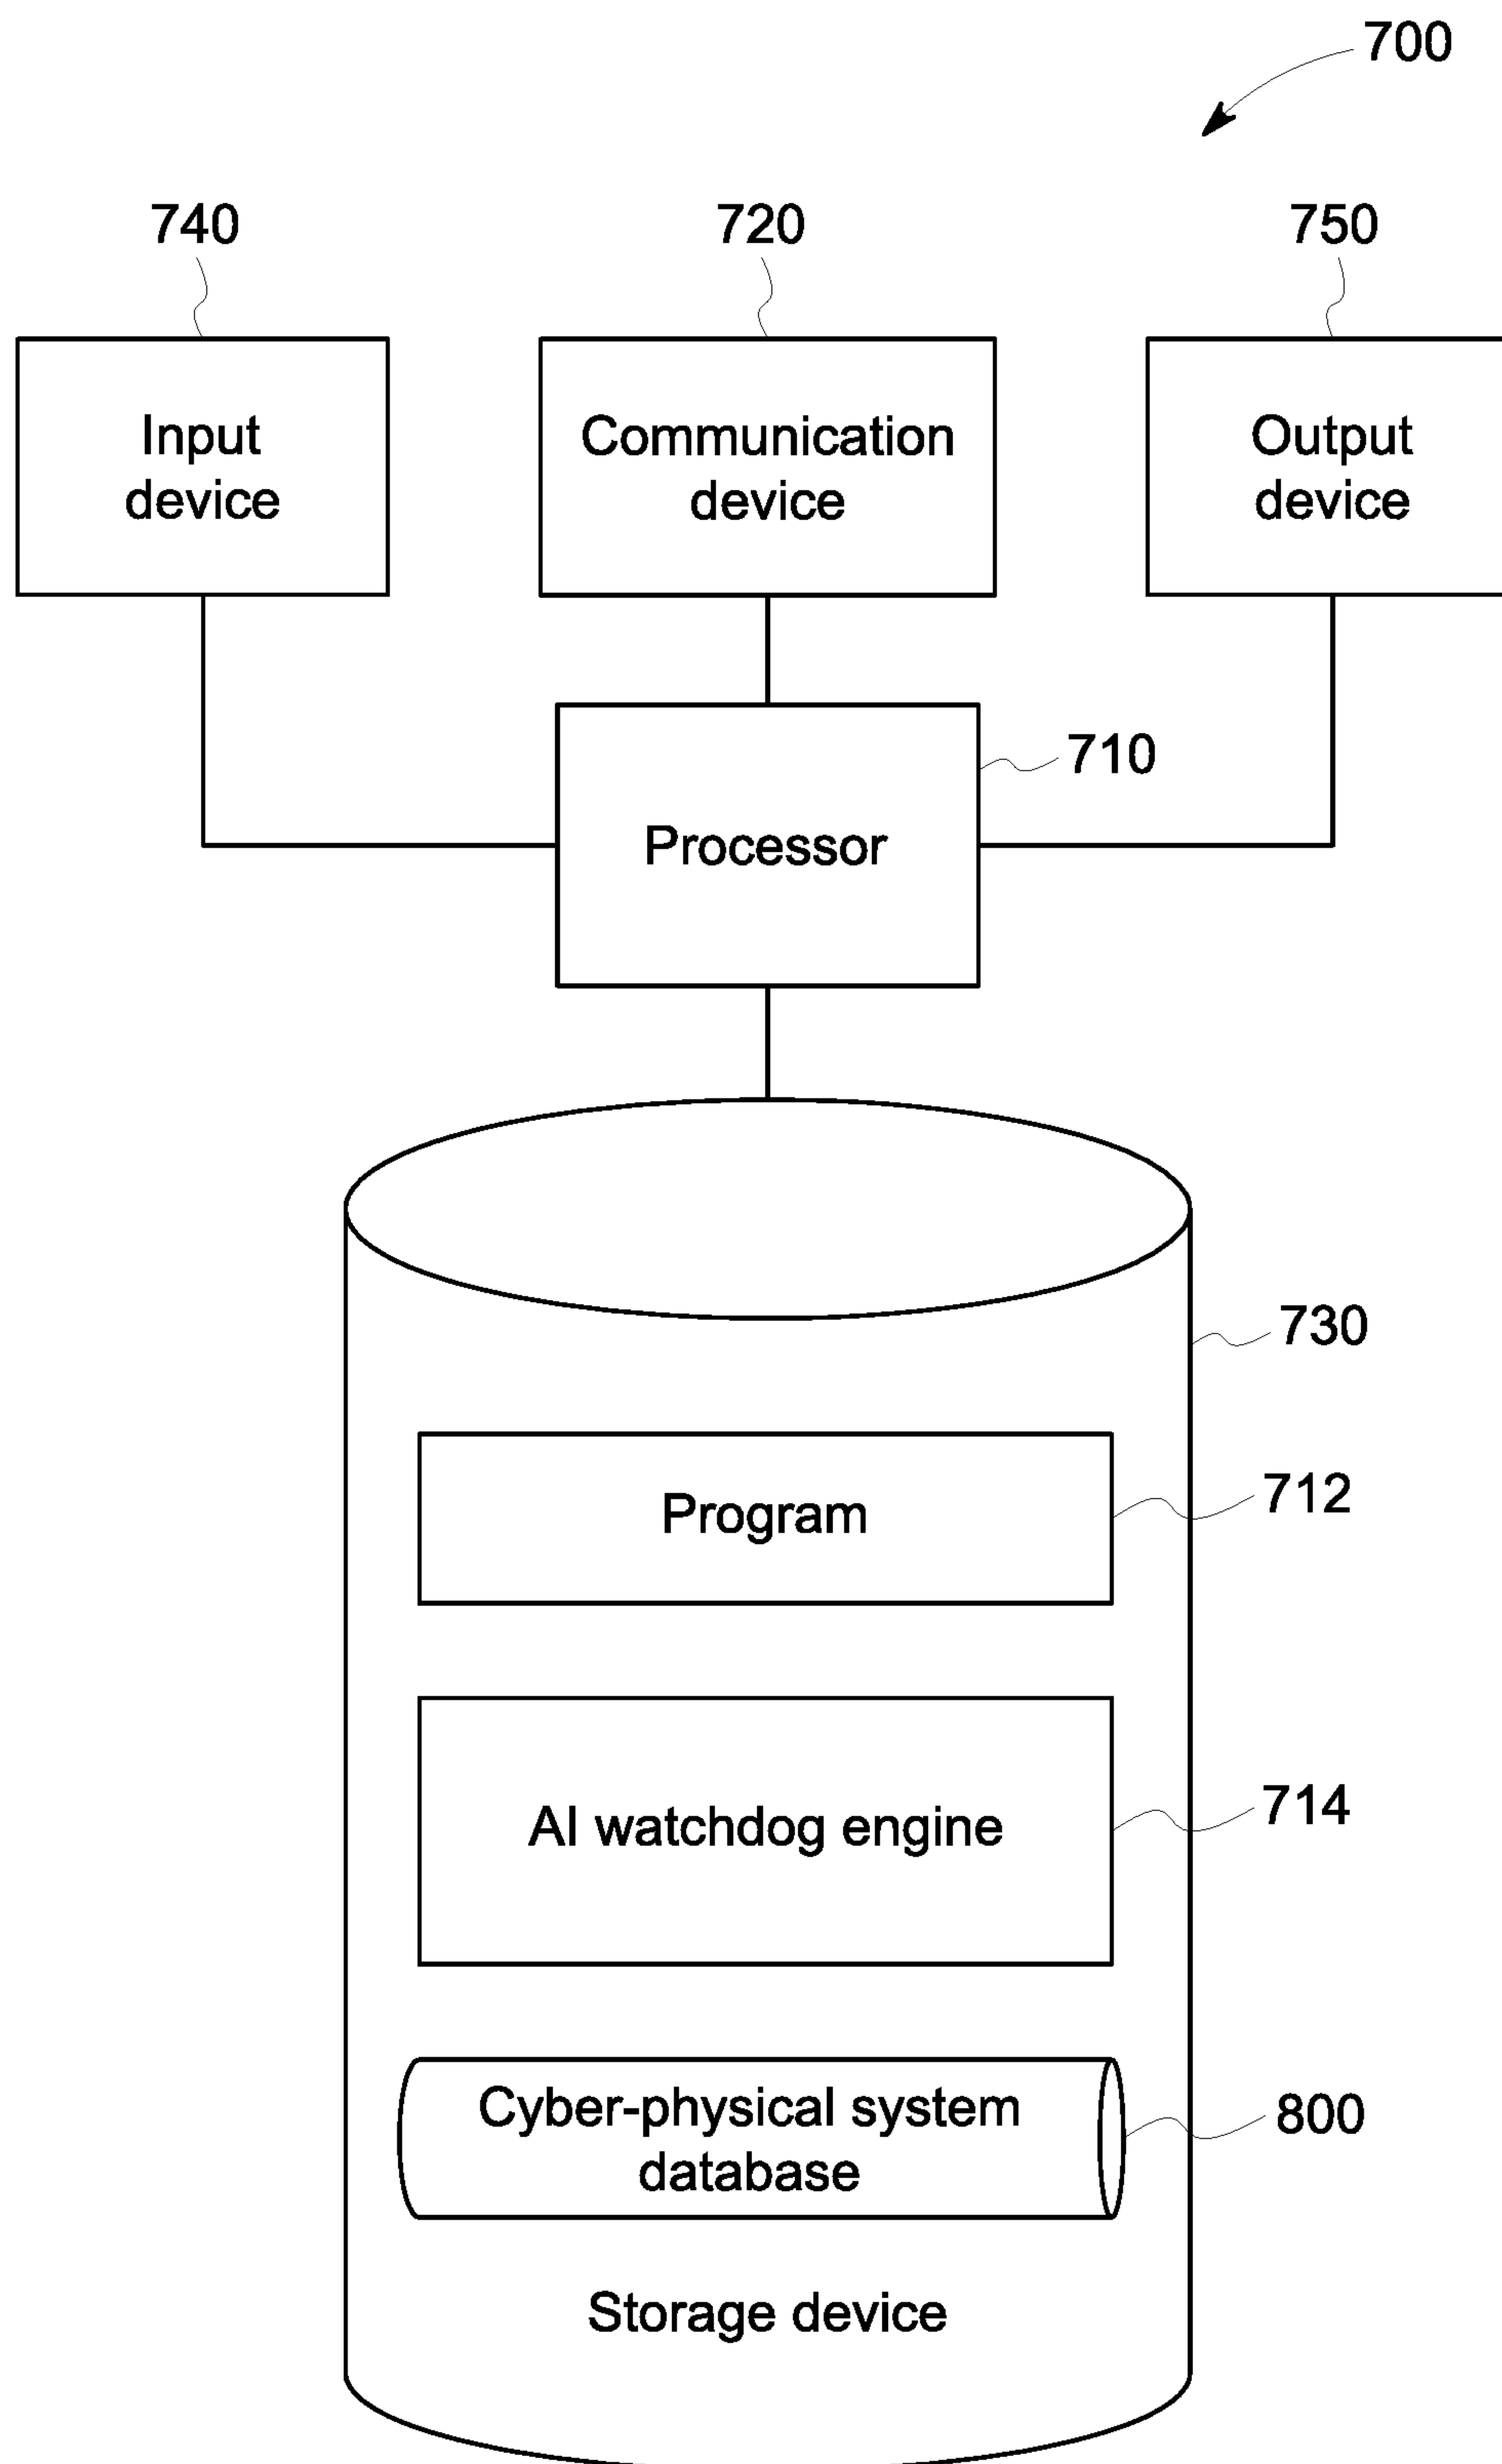 700
740
720
750
Input
device
Communication
device
Output
device
710
Processor
730
Program
712
AI watchdog engine
714
Cyber-physical system
database
800
Storage device